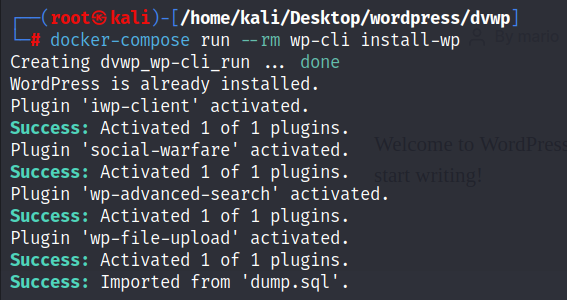 ┌──(root㉿kali)-[/home/kali/Desktop/wordpress/dvwp]
└─# docker-compose run --rm wp-cli install-wp
Creating dvwp_wp-cli_run ... done
WordPress is already installed.
Plugin 'iwp-client' activated.
Success: Activated 1 of 1 plugins.
Plugin 'social-warfare' activated.
Success: Activated 1 of 1 plugins.
Plugin 'wp-advanced-search' activated.
Success: Activated 1 of 1 plugins.
Plugin 'wp-file-upload' activated.
Success: Activated 1 of 1 plugins.
Success: Imported from 'dump.sql'.
By mario
Welcome to WordPress
start writing!